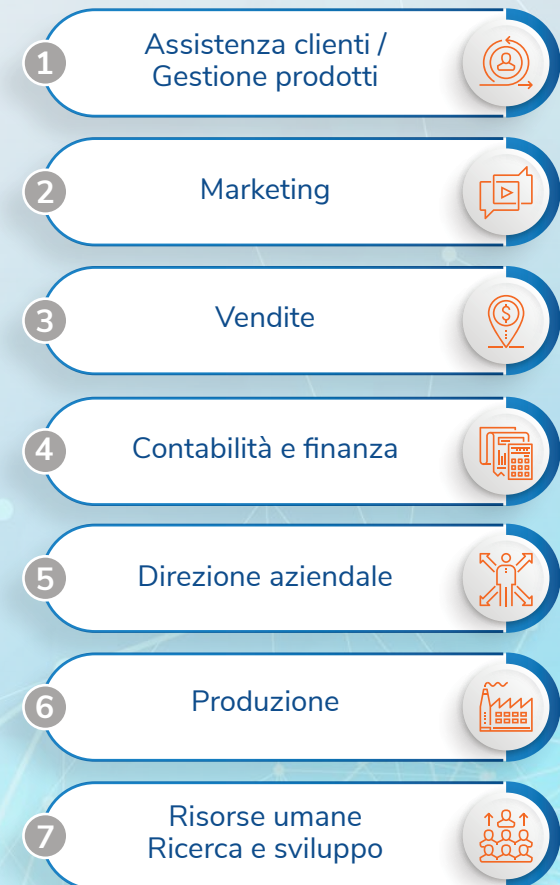 1
Assistenza clienti /
Gestione prodotti
2
Marketing
3
Vendite
$
4
Contabilità e finanza
5
Direzione aziendale
6
Produzione
7
Risorse umane
Ricerca e sviluppo